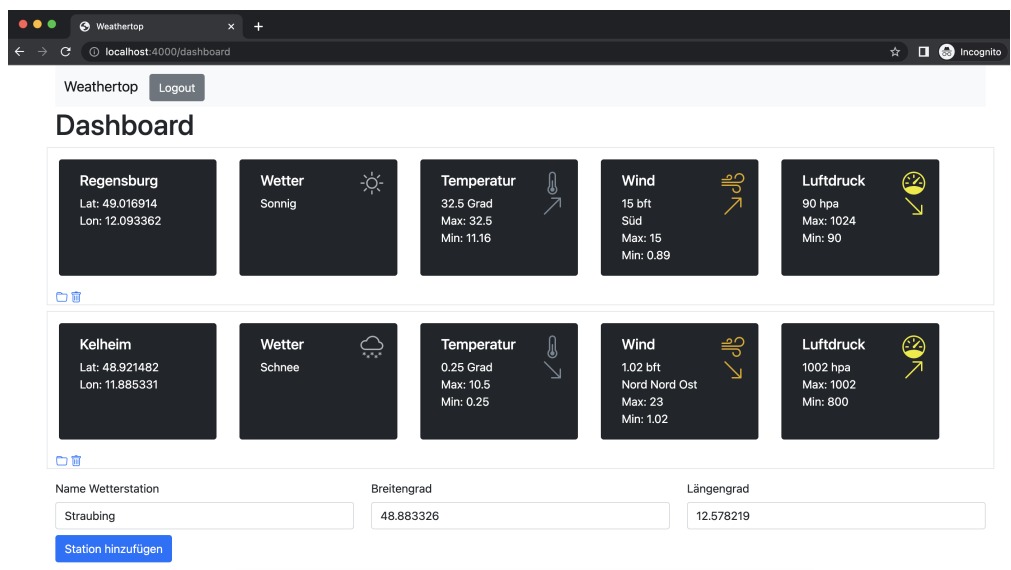 Weathertop
localhost:4000/dashboard
Incognito
Weathertop
Logout
Dashboard
Regensburg
Lat: 49.016914
Lon: 12.093362
Wetter
Sonnig
Temperatur
32.5 Grad
Max: 32.5
Min: 11.16
Wind
15 bft
Süd
Max: 15
Min: 0.89
Luftdruck
90 hpa
Max: 1024
Min: 90
Kelheim
Lat: 48.921482
Lon: 11.885331
Wetter
Schnee
Temperatur
0.25 Grad
Max: 10.5
Min: 0.25
Wind
1.02 bft
Nord Nord Ost
Max: 23
Min: 1.02
Luftdruck
1002 hpa
Max: 1002
Min: 800
Name Wetterstation
Breitengrad
Längengrad
Straubing
48.883326
12.578219
Station hinzufügen